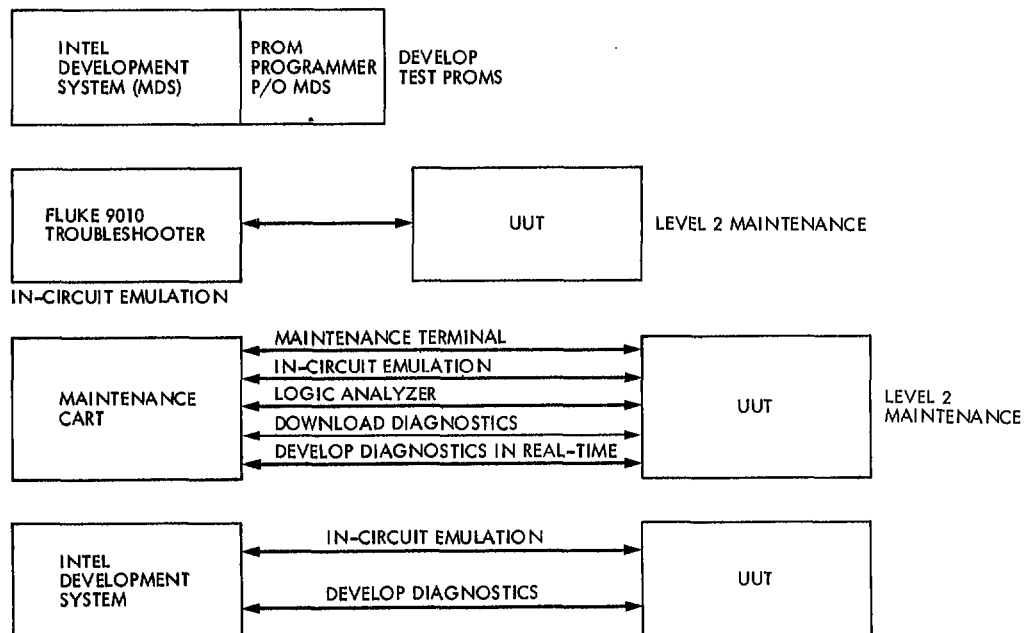 INTEL
DEVELOPMENT
SYSTEM (MDS)
PROM
PROGRAMMER
P/O MDS
DEVELOP
TEST PROMS
FLUKE 9010
TROUBLESHOOTER
UUT
LEVEL 2 MAINTENANCE
IN-CIRCUIT EMULATION
MAINTENANCE
CART
MAINTENANCE TERMINAL
IN-CIRCUIT EMULATION
LOGIC ANALYZER
DOWNLOAD DIAGNOSTICS
DEVELOP DIAGNOSTICS IN REAL-TIME
UUT
LEVEL 2
MAINTENANCE
INTEL
DEVELOPMENT
SYSTEM
IN-CIRCUIT EMULATION
DEVELOP DIAGNOSTICS
UUT